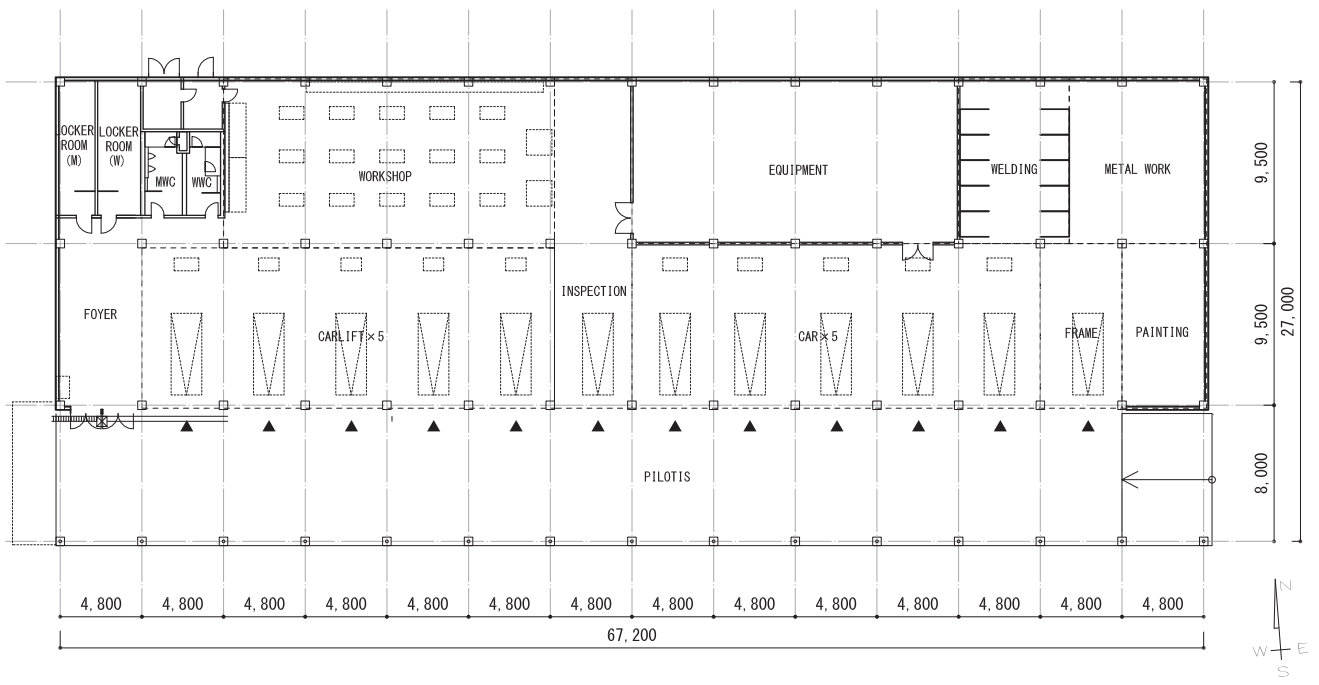 LOCKER LOCKER
ROOM ROOM
(M) (W)
MWC WWC
WORKSHOP
EQUIPMENT
WELDING
METAL WORK
9,500
FOYER
CARLIFT×5
INSPECTION
CAR×5
FRAME
PAINTING
9,500
27,000
PILOTIS
8,000
4,800 4,800 4,800 4,800 4,800 4,800 4,800 4,800 4,800 4,800 4,800 4,800 4,800 4,800
67,200
N
W E
S